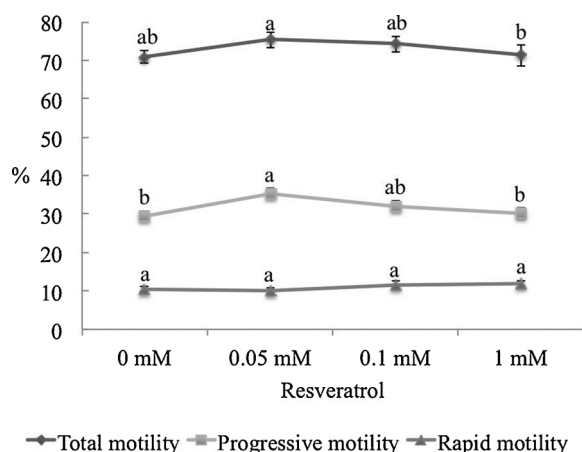 80
70
60
50
40
30
20
10
0
%
ab a ab b
b a ab b
a a a a
0 mM 0.05 mM 0.1 mM 1 mM
Resveratrol
Total motility Progressive motility Rapid motility